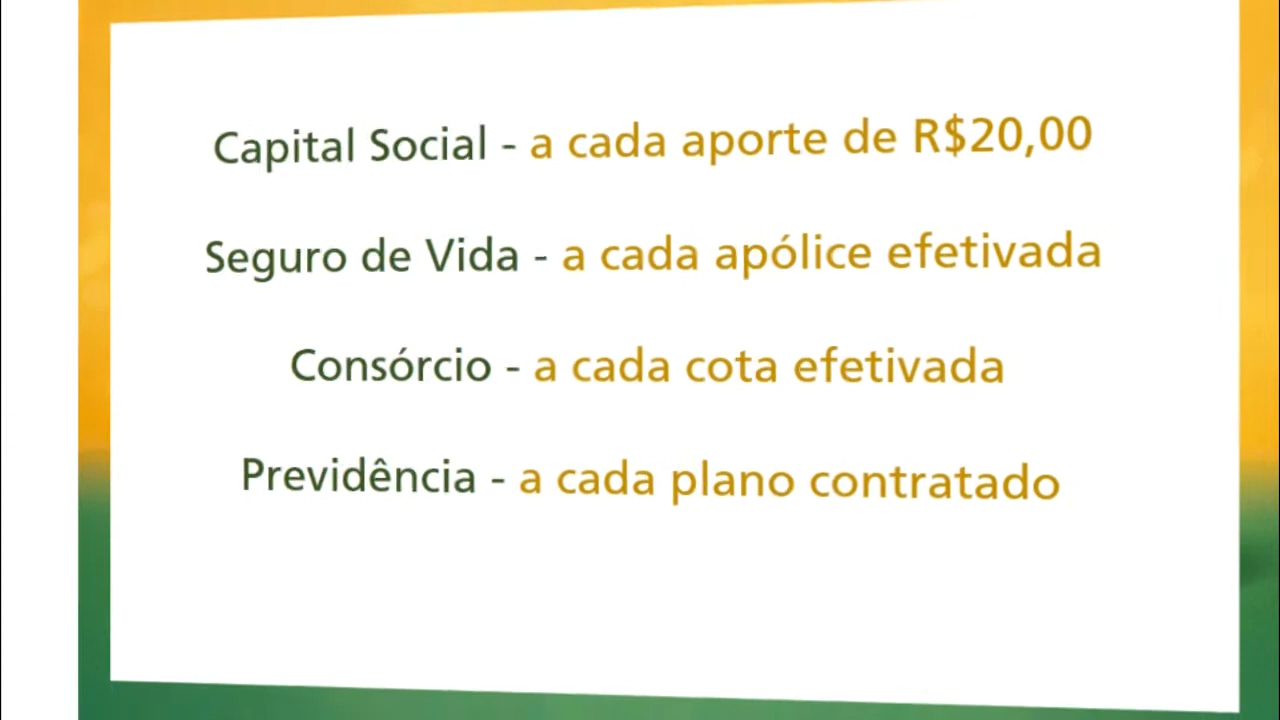 Capital Social - a cada aporte de R$20,00
Seguro de Vida - a cada apólice efetivada
Consórcio - a cada cota efetivada
Previdência - a cada plano contratado